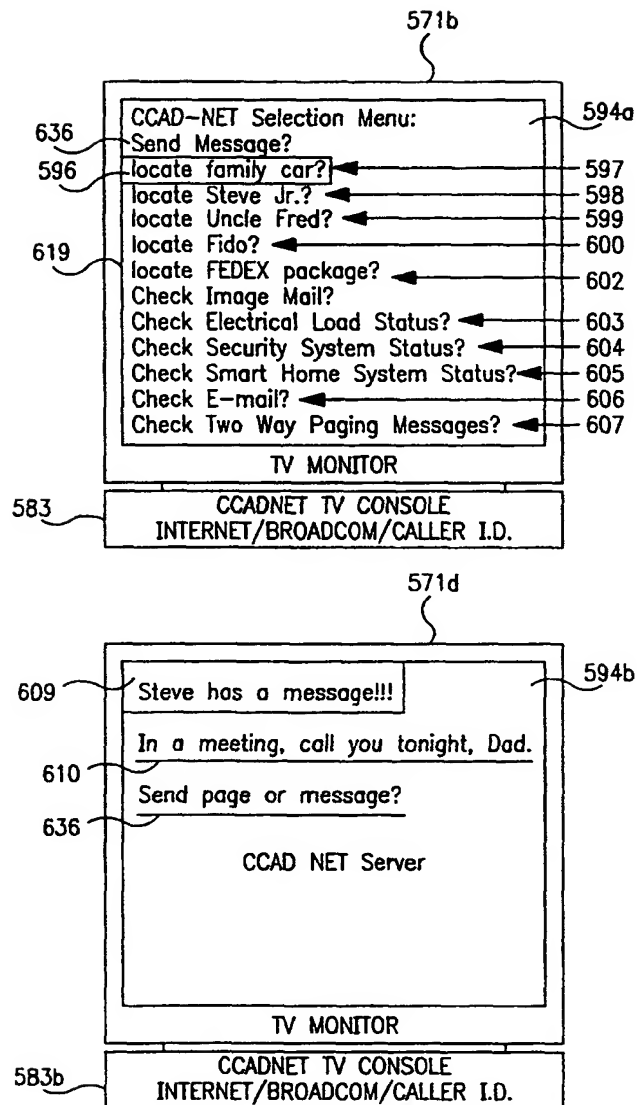 571b
CCAD-NET Selection Menu:
594a
636
Send Message?
596
locate family car?
597
locate Steve Jr.?
598
locate Uncle Fred?
599
619
locate Fido?
600
locate FEDEX package?
602
Check Image Mail?
Check Electrical Load Status?
603
Check Security System Status?
604
Check Smart Home System Status?
605
Check E-mail?
606
Check Two Way Paging Messages?
607
TV MONITOR
583
CCADNET TV CONSOLE
INTERNET/BROADCOM/CALLER I.D.
571d
609
Steve has a message!!!
594b
In a meeting, call you tonight, Dad.
610
Send page or message?
636
CCAD NET Server
TV MONITOR
583b
CCADNET TV CONSOLE
INTERNET/BROADCOM/CALLER I.D.